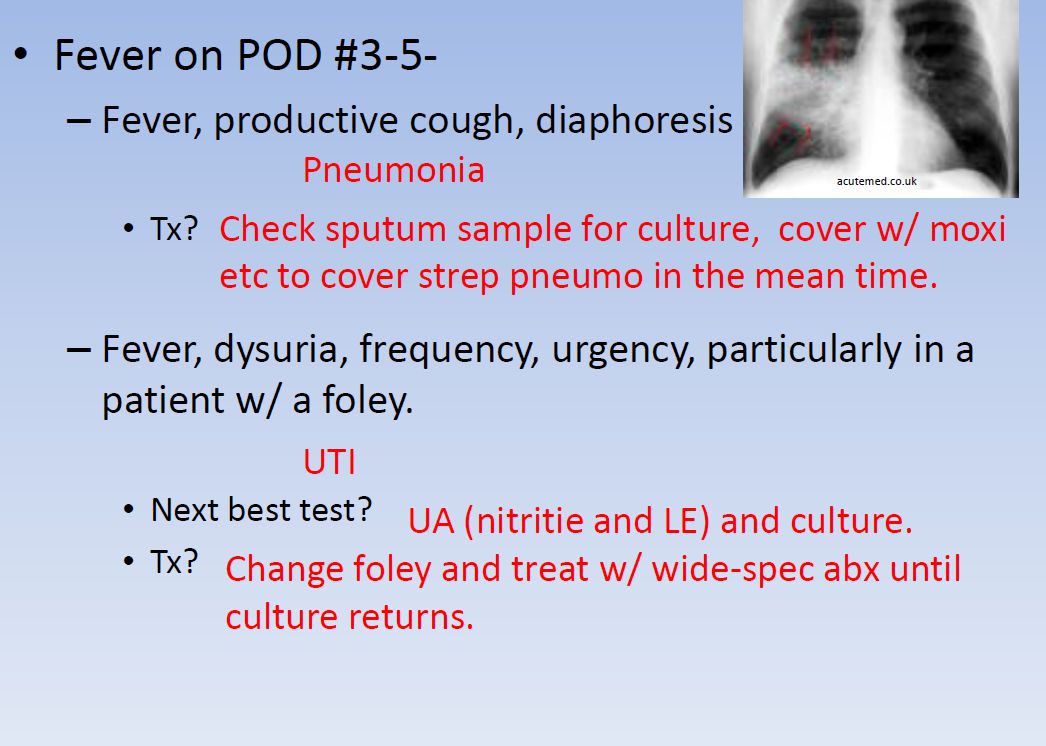 • Fever on POD #3-5-
– Fever, productive cough, diaphoresis
Pneumonia
acutemed.co.uk
• Tx? Check sputum sample for culture, cover w/ moxi
etc to cover strep pneumo in the mean time.
– Fever, dysuria, frequency, urgency, particularly in a
patient w/ a foley.
UTI
• Next best test?
UA (nitritie and LE) and culture.
• Tx?
Change foley and treat w/ wide-spec abx until
culture returns.